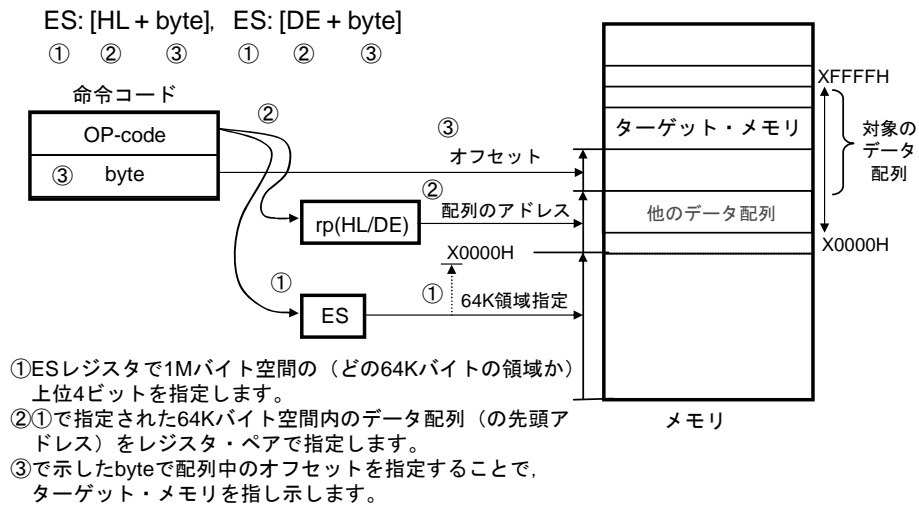 ES: [HL + byte], ES: [DE + byte]
① ② ③ ① ② ③
命令コード
OP-code
③ byte
②
③
オフセット
rp(HL/DE)
②
配列のアドレス
①
ES
X0000H
①
64K領域指定
XFFFFH
ターゲット・メモリ
対象の
データ
配列
他のデータ配列
X0000H
メモリ
①ESレジスタで1Mバイト空間の(どの64Kバイトの領域か)
上位4ビットを指定します。
②①で指定された64Kバイト空間内のデータ配列(の先頭ア
ドレス)をレジスタ・ペアで指定します。
③で示したbyteで配列中のオフセットを指定することで,
ターゲット・メモリを指し示します。